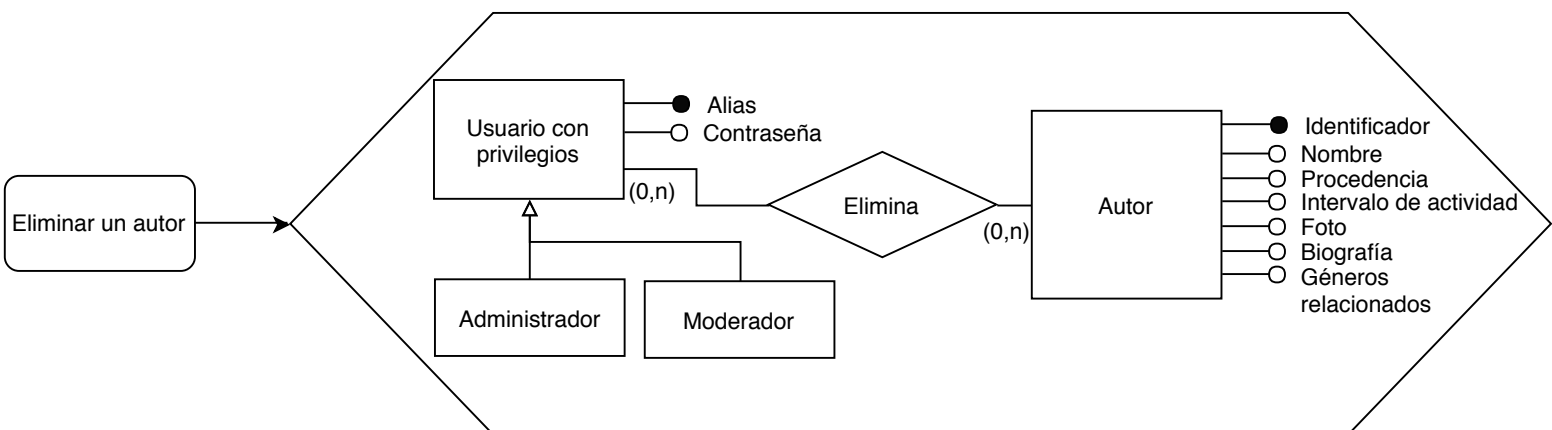 Eliminar un autor
Usuario con
privilegios
Alias
Contraseña
(0,n)
Administrador
Moderador
Elimina
(0,n)
Autor
Identificador
Nombre
Procedencia
Intervalo de actividad
Foto
Biografía
Géneros
relacionados